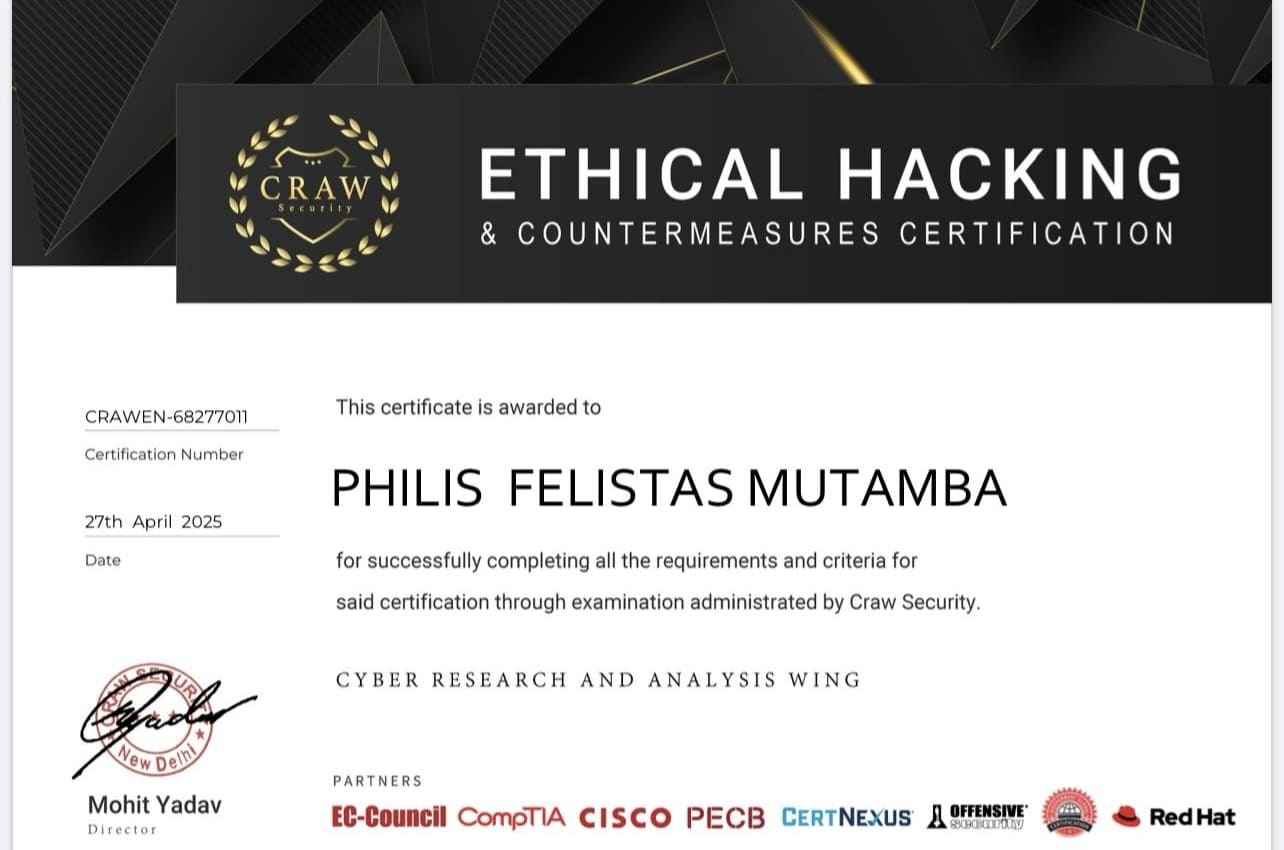 CRAW
Security
ETHICAL HACKING
& COUNTERMEASURES CERTIFICATION
CRAWEN-68277011
Certification Number
27th April 2025
Date
This certificate is awarded to
PHILIS FELISTAS MUTAMBA
for successfully completing all the requirements and criteria for
said certification through examination administrated by Craw Security.
CYBER RESEARCH AND ANALYSIS WING
New Delhi
Mohit Yadav
Director
PARTNERS
EC-Council CompTIA CISCO PECB CERTNEXUS OFFENSIVE security Red Hat